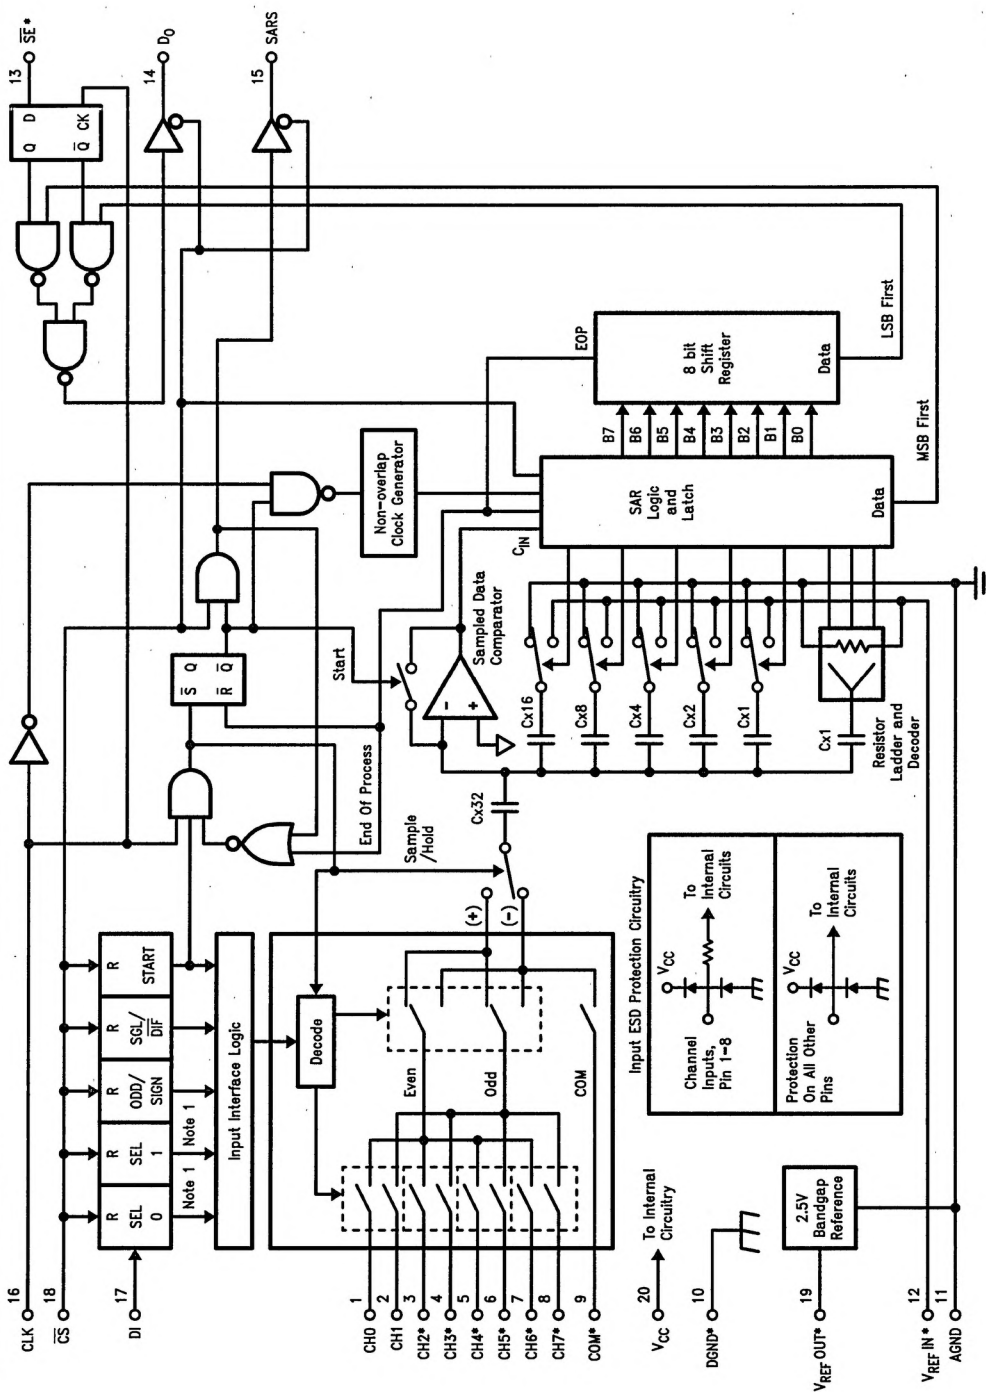 CLK 16
CS 18
DI 17
R
SEL
0
R
SEL
1
R
ODD/
SIGN
R
SGL/
DIF
R
START
Note 1
Note 1
Input Interface Logic
Decode
Even
Odd
COM
CH0 1
CH1 2
CH2* 3
CH3* 4
CH4* 5
CH5* 6
CH6* 7
CH7* 8
COM* 9
(+)
(-)
Sample
/Hold
End Of Process
Start
S Q
R Q
Cx32
-
+
Sampled Data
Comparator
Non-overlap
Clock Generator
Cx16
Cx8
Cx4
Cx2
Cx1
Cx1
Resistor
Ladder and
Decoder
CIN
SAR
Logic
and
Latch
Data
B7
B6
B5
B4
B3
B2
B1
B0
EOP
8 bit
Shift
Register
Data
LSB First
MSB First
Q D
Q CK
13 SE*
14 DO
15 SARS
VCC 20
To Internal
Circuitry
DGND* 10
VREF OUT* 19
2.5V
Bandgap
Reference
VREF IN* 12
AGND 11
Input ESD Protection Circuitry
VCC
Channel
Inputs,
Pin 1-8
To
Internal
Circuits
VCC
Protection
On All Other
Pins
To
Internal
Circuits